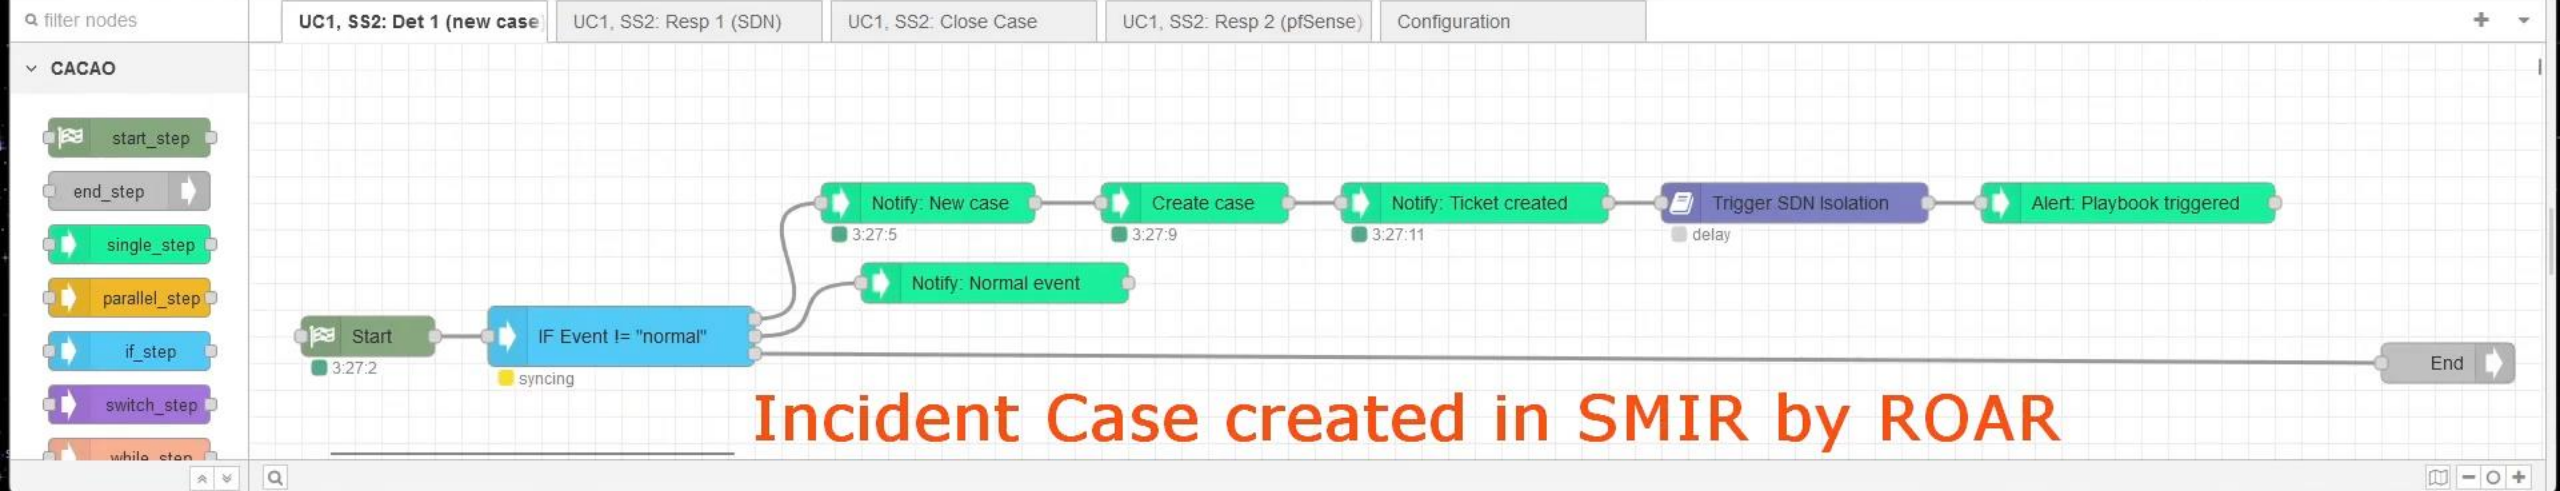 filter nodes
UC1, SS2: Det 1 (new case
UC1, SS2: Resp 1 (SDN)
UC1, SS2: Close Case
UC1, SS2: Resp 2 (pfSense)
Configuration
CACAO
start_step
end_step
single_step
parallel_step
if_step
switch_step
while_step
Notify: New case
3:27:5
Create case
3:27:9
Notify: Ticket created
3:27:11
Trigger SDN Isolation
delay
Alert: Playbook triggered
Notify: Normal event
Start
3:27:2
IF Event != "normal"
syncing
End
Incident Case created in SMIR by ROAR